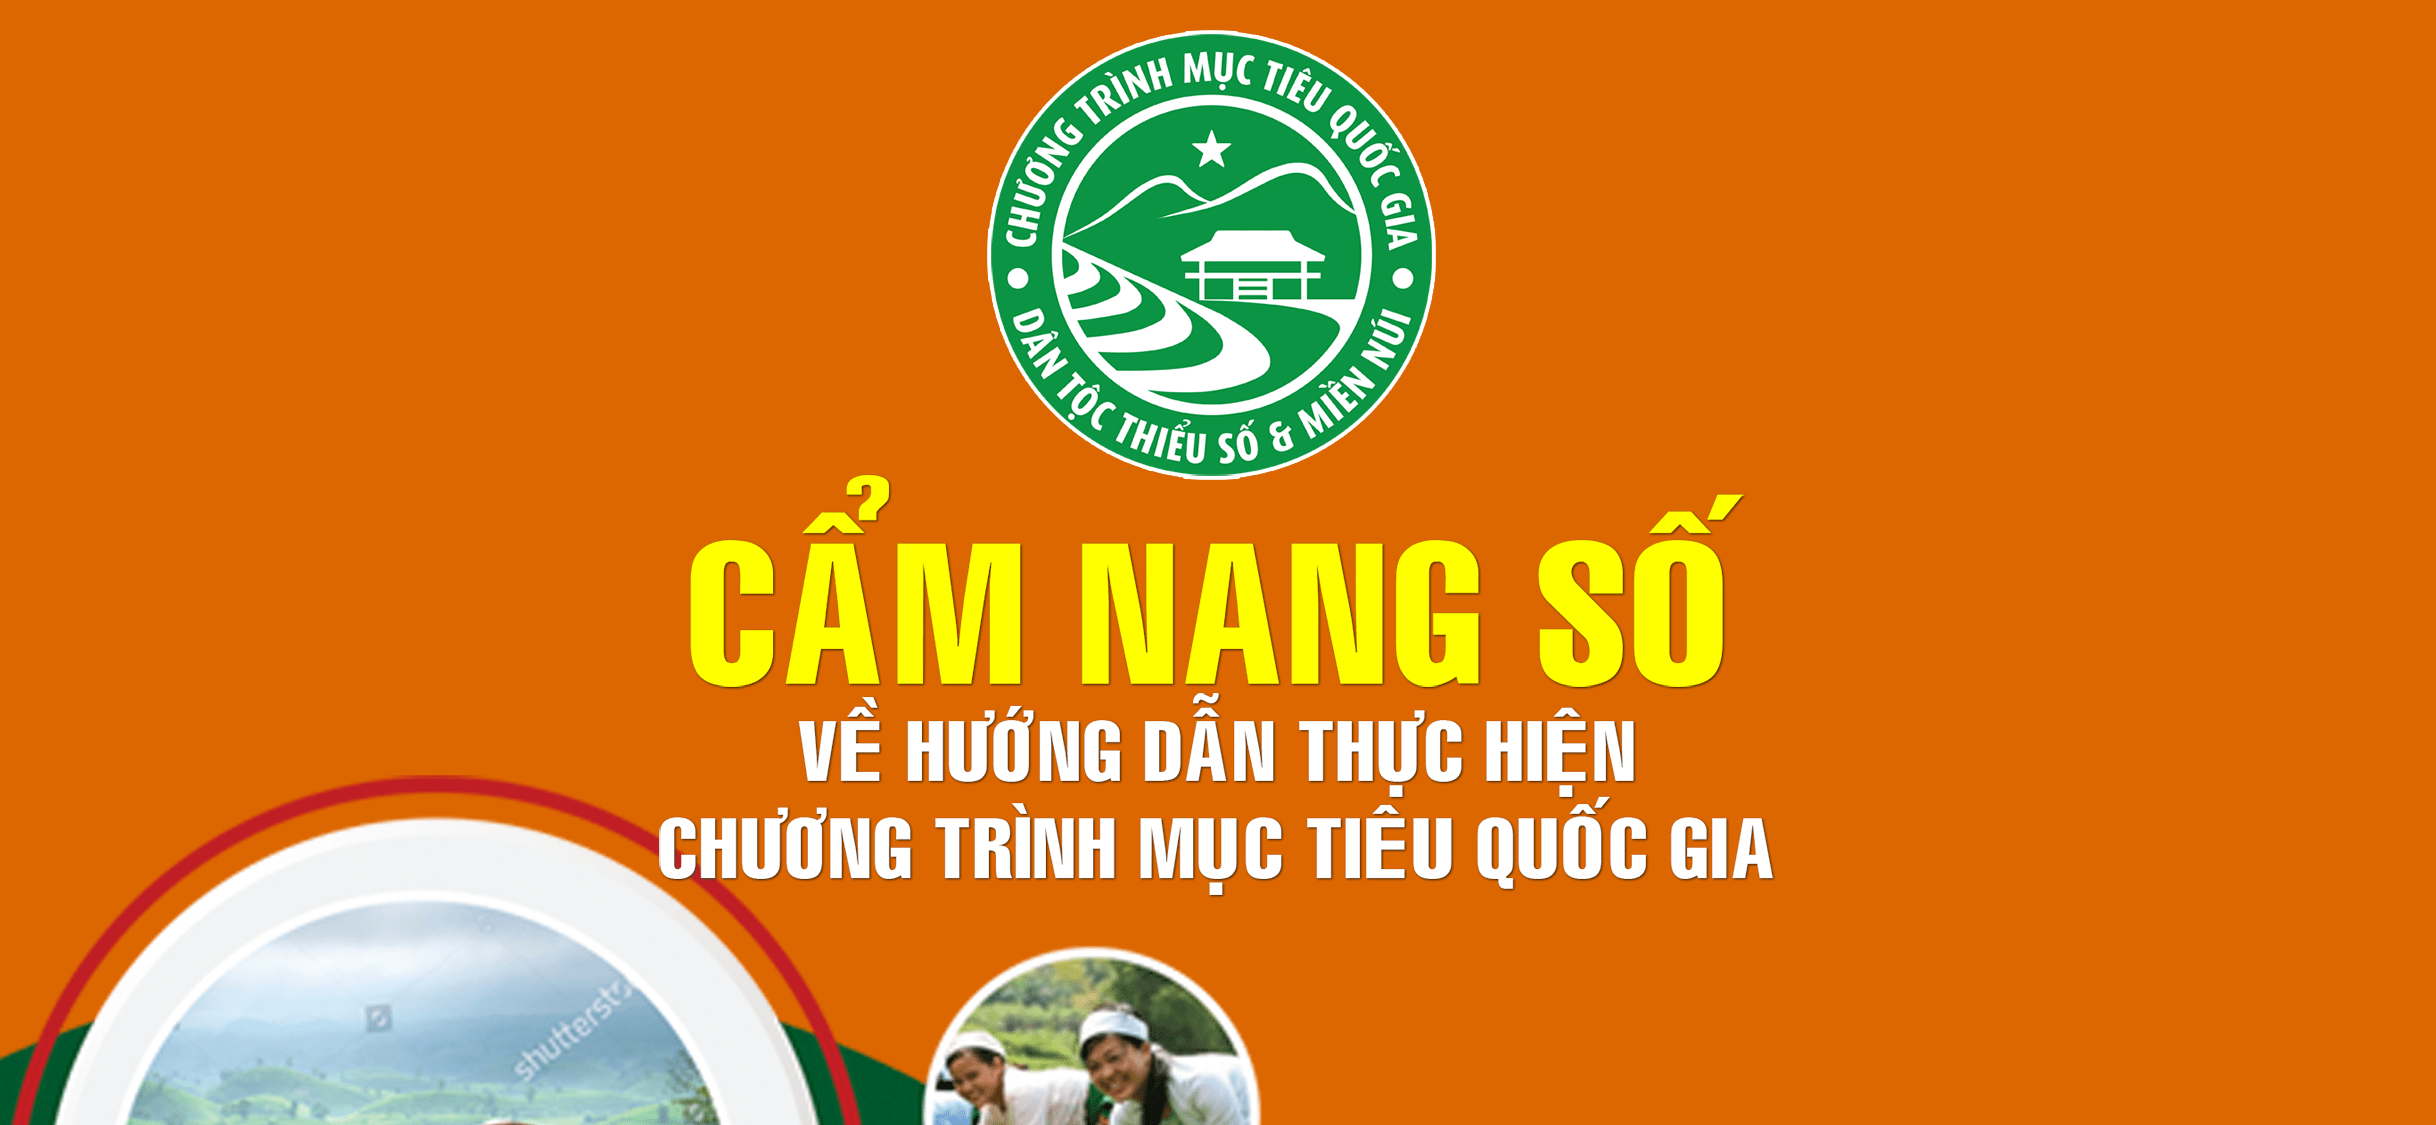 CHƯƠNG TRÌNH MỤC TIÊU QUỐC GIA
DÂN TỘC THIỂU SỐ & MIỀN NÚI
CẨM NANG SỐ
VỀ HƯỚNG DẪN THỰC HIỆN
CHƯƠNG TRÌNH MỤC TIÊU QUỐC GIA
shuttersto